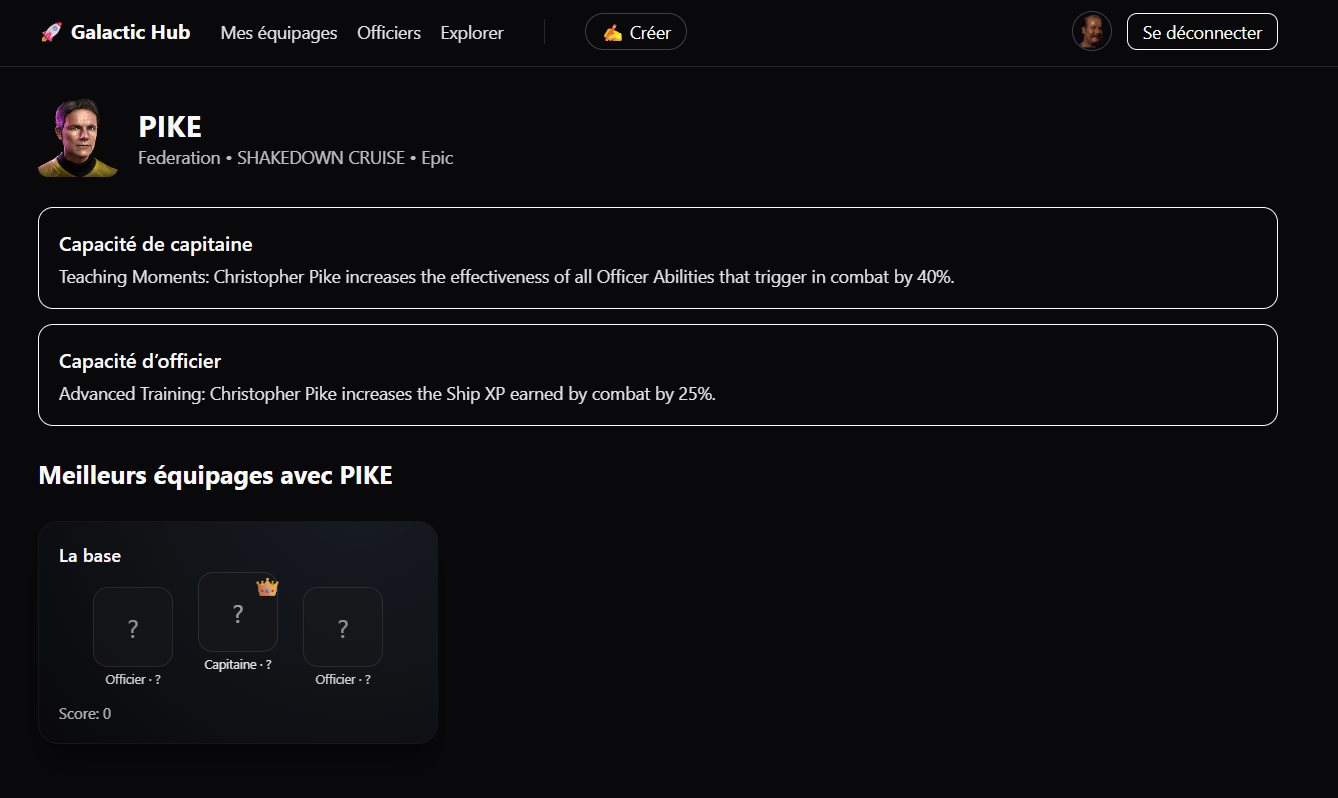 🚀 Galactic Hub Mes équipages Officiers Explorer ✍️ Créer Se déconnecter
PIKE
Federation • SHAKEDOWN CRUISE • Epic
Capacité de capitaine
Teaching Moments: Christopher Pike increases the effectiveness of all Officer Abilities that trigger in combat by 40%.
Capacité d’officier
Advanced Training: Christopher Pike increases the Ship XP earned by combat by 25%.
Meilleurs équipages avec PIKE
La base
? ? ?
Officier · ? Capitaine · ? Officier · ?
Score: 0